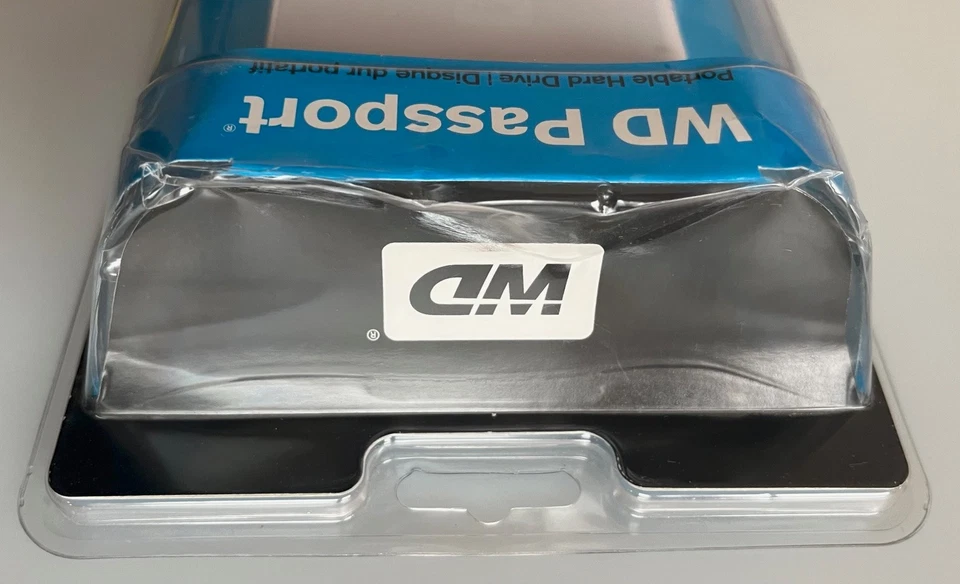 WD®
WD Passport®
Portable Hard Drive | Disque dur portatif